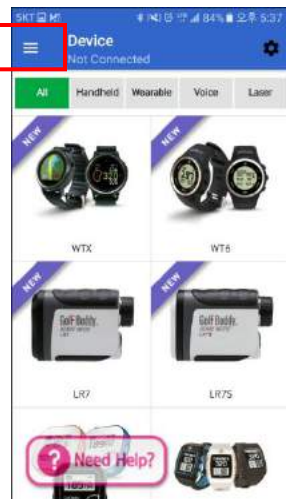 SKT
84% 오후 5:37
Device
Not Connected
All Handheld Wearable Voice Laser
NEW NEW
WTX WT6
NEW NEW
GolfBuddy. GolfBuddy.
LR7 LR7S
Need Help?